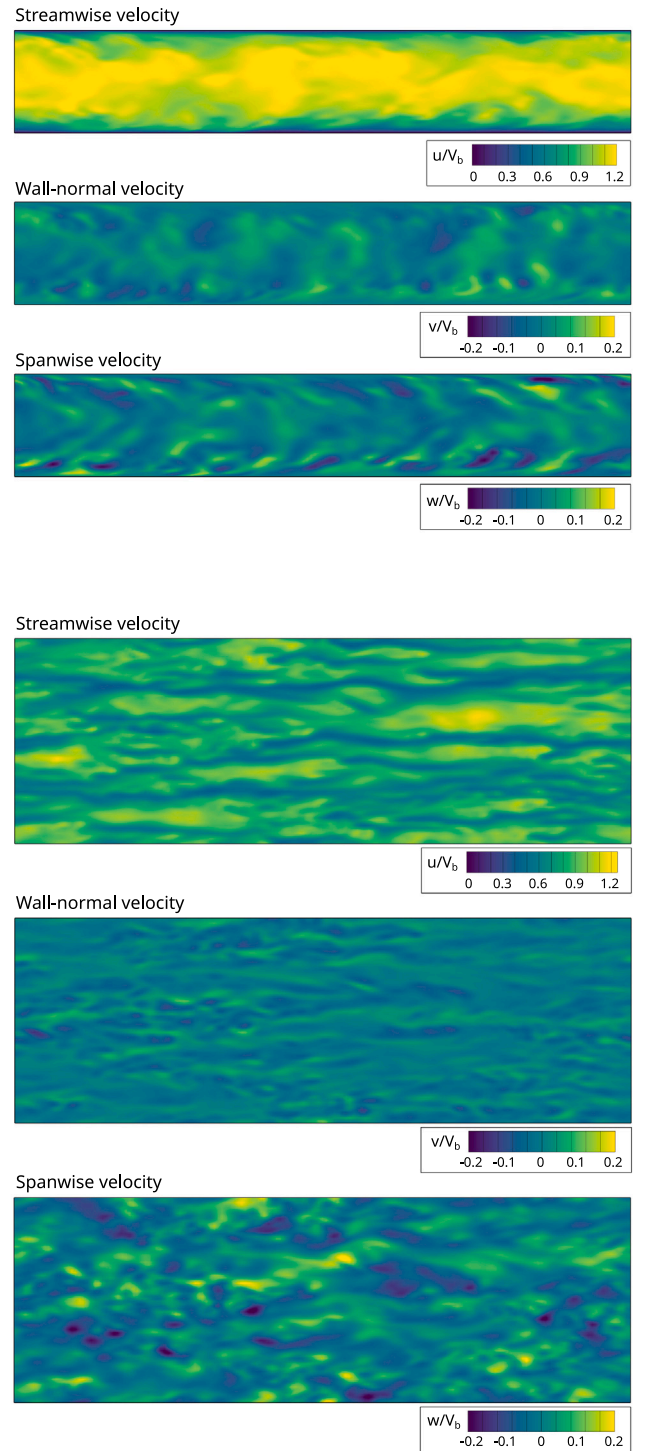 Streamwise velocity
u/Vb
0 0.3 0.6 0.9 1.2
Wall-normal velocity
v/Vb
-0.2 -0.1 0 0.1 0.2
Spanwise velocity
w/Vb
-0.2 -0.1 0 0.1 0.2
Streamwise velocity
u/Vb
0 0.3 0.6 0.9 1.2
Wall-normal velocity
v/Vb
-0.2 -0.1 0 0.1 0.2
Spanwise velocity
w/Vb
-0.2 -0.1 0 0.1 0.2